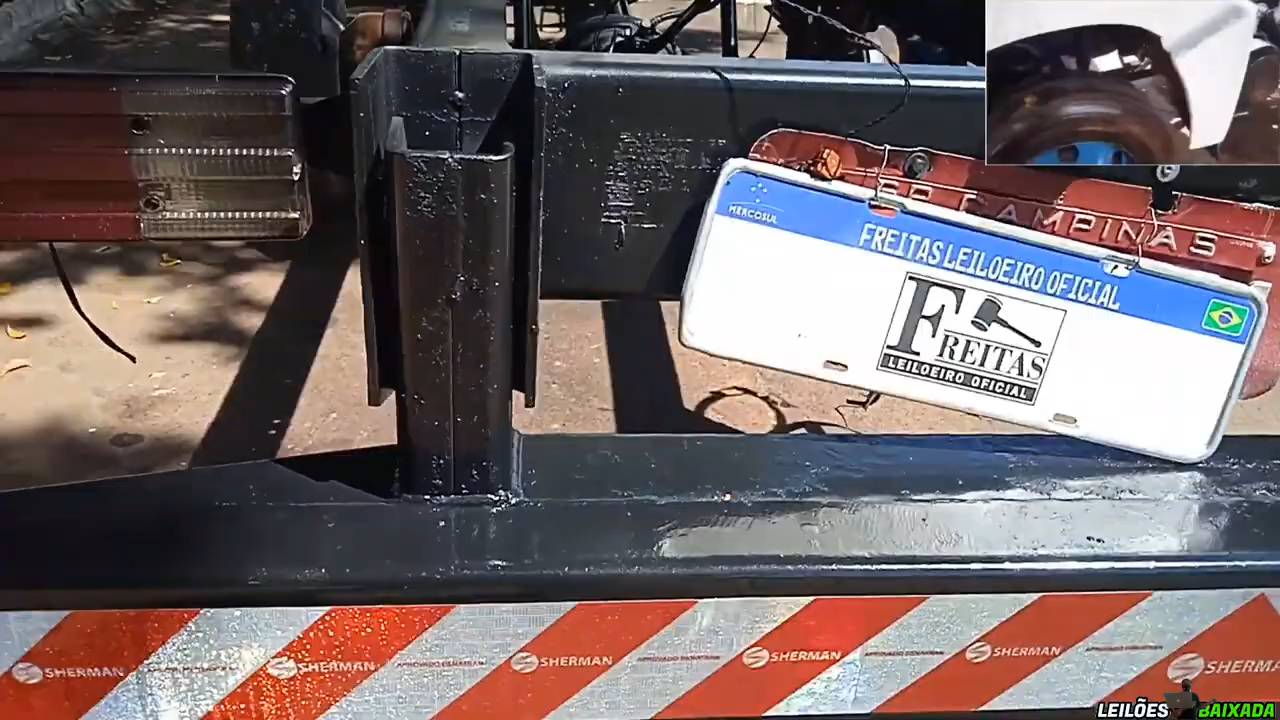 SP CAMPINAS
MERCOSUL
FREITAS LEILOEIRO OFICIAL
FREITAS
LEILOEIRO OFICIAL
SHERMAN
SHERMAN
SHERMAN
SHERMAN
SHERMAN
SHERMAN
LEILÕES BAIXADA